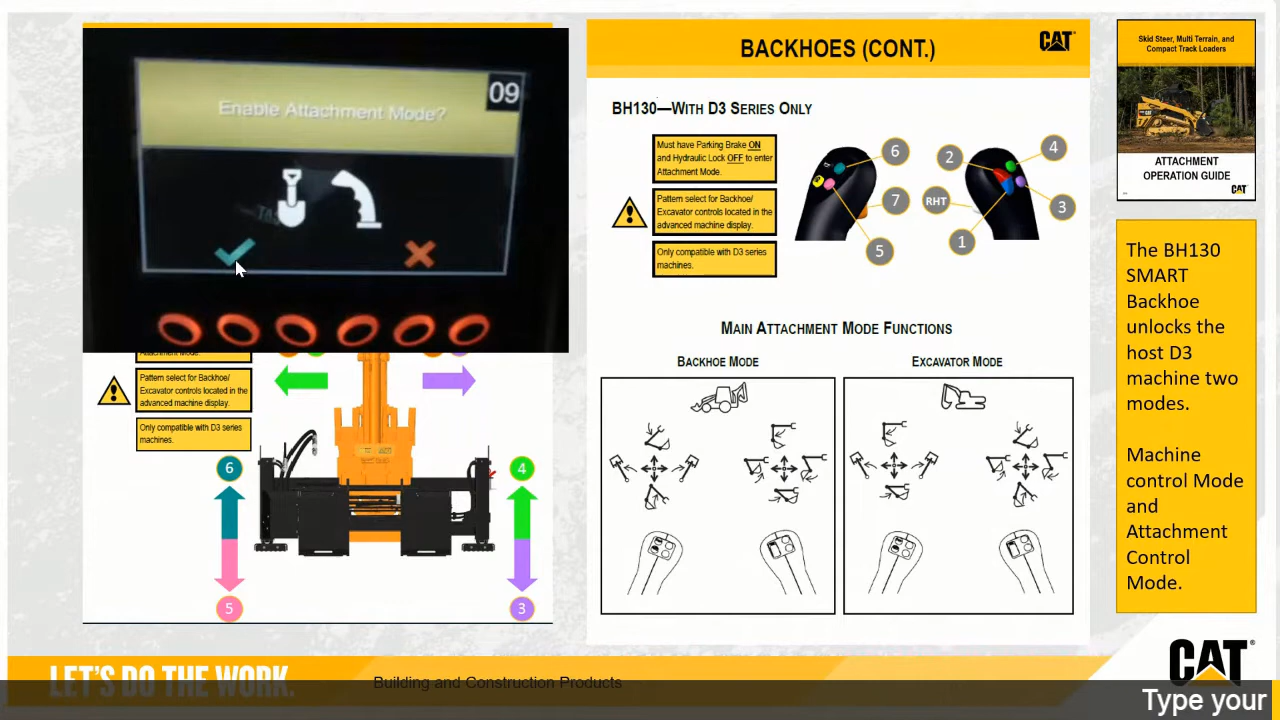 Enable Attachment Mode?
09
Attachment Mode.
Pattern select for Backhoe/
Excavator controls located in the
advanced machine display.
Only compatible with D3 series
machines.
6
5
4
3
BACKHOES (CONT.)
CAT
BH130—WITH D3 SERIES ONLY
Must have Parking Brake ON
and Hydraulic Lock OFF to enter
Attachment Mode.
Pattern select for Backhoe/
Excavator controls located in the
advanced machine display.
Only compatible with D3 series
machines.
6
7
5
2
4
RHT
3
1
MAIN ATTACHMENT MODE FUNCTIONS
BACKHOE MODE
EXCAVATOR MODE
Skid Steer, Multi Terrain, and
Compact Track Loaders
ATTACHMENT
OPERATION GUIDE
CAT
The BH130
SMART
Backhoe
unlocks the
host D3
machine two
modes.
Machine
control Mode
and
Attachment
Control
Mode.
LET'S DO THE WORK.
Building and Construction Products
CAT
Type your